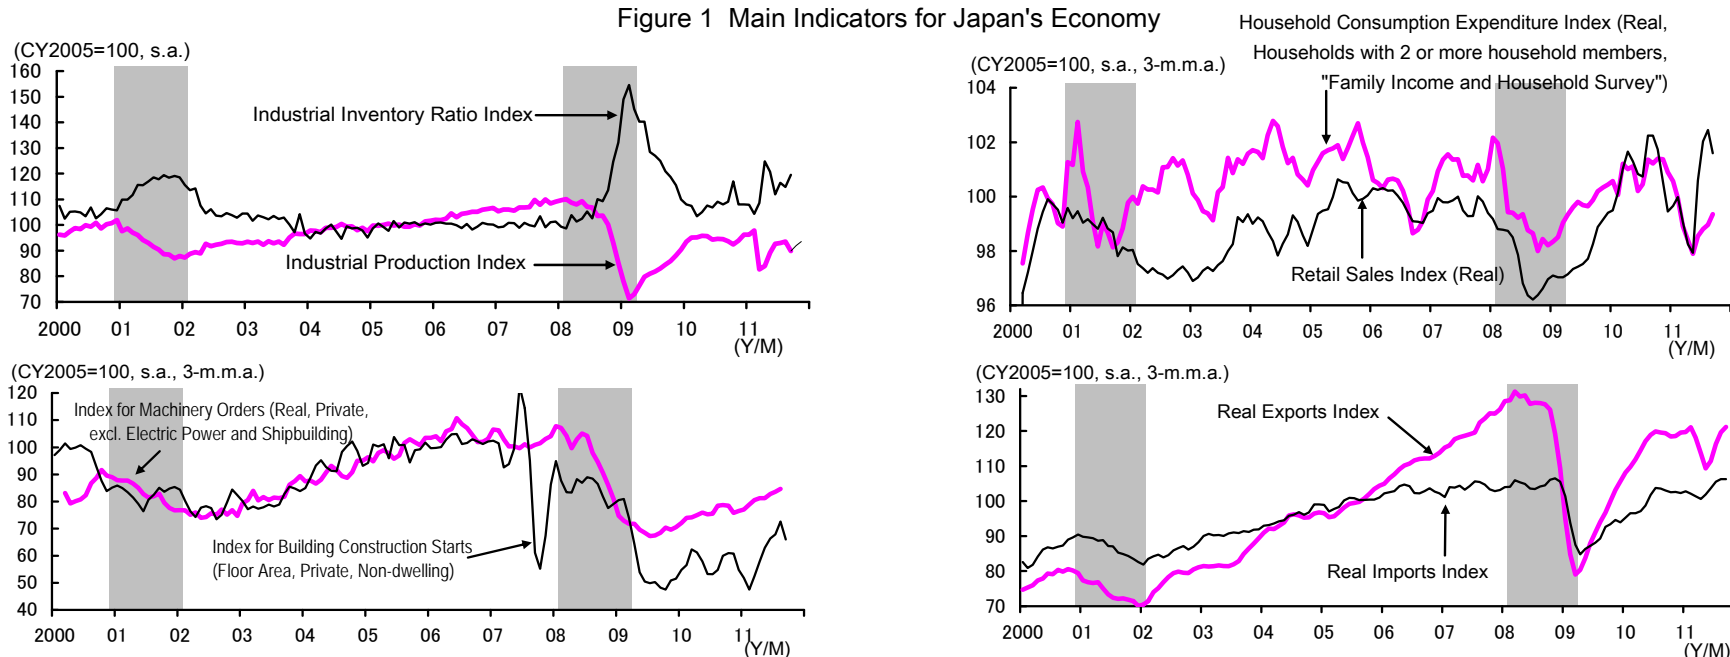 Figure 1 Main Indicators for Japan's Economy
(CY2005=100, s.a.)
160
150
140
130
120
110
100
90
80
70
Industrial Inventory Ratio Index
Industrial Production Index
2000 01 02 03 04 05 06 07 08 09 10 11
(Y/M)
Household Consumption Expenditure Index (Real,
Households with 2 or more household members,
"Family Income and Household Survey")
(CY2005=100, s.a., 3-m.m.a.)
104
102
100
98
96
Retail Sales Index (Real)
2000 01 02 03 04 05 06 07 08 09 10 11
(Y/M)
(CY2005=100, s.a., 3-m.m.a.)
120
110
100
90
80
70
60
50
40
Index for Machinery Orders (Real, Private,
excl. Electric Power and Shipbuilding)
Index for Building Construction Starts
(Floor Area, Private, Non-dwelling)
2000 01 02 03 04 05 06 07 08 09 10 11
(Y/M)
(CY2005=100, s.a., 3-m.m.a.)
130
120
110
100
90
80
70
Real Exports Index
Real Imports Index
2000 01 02 03 04 05 06 07 08 09 10 11
(Y/M)